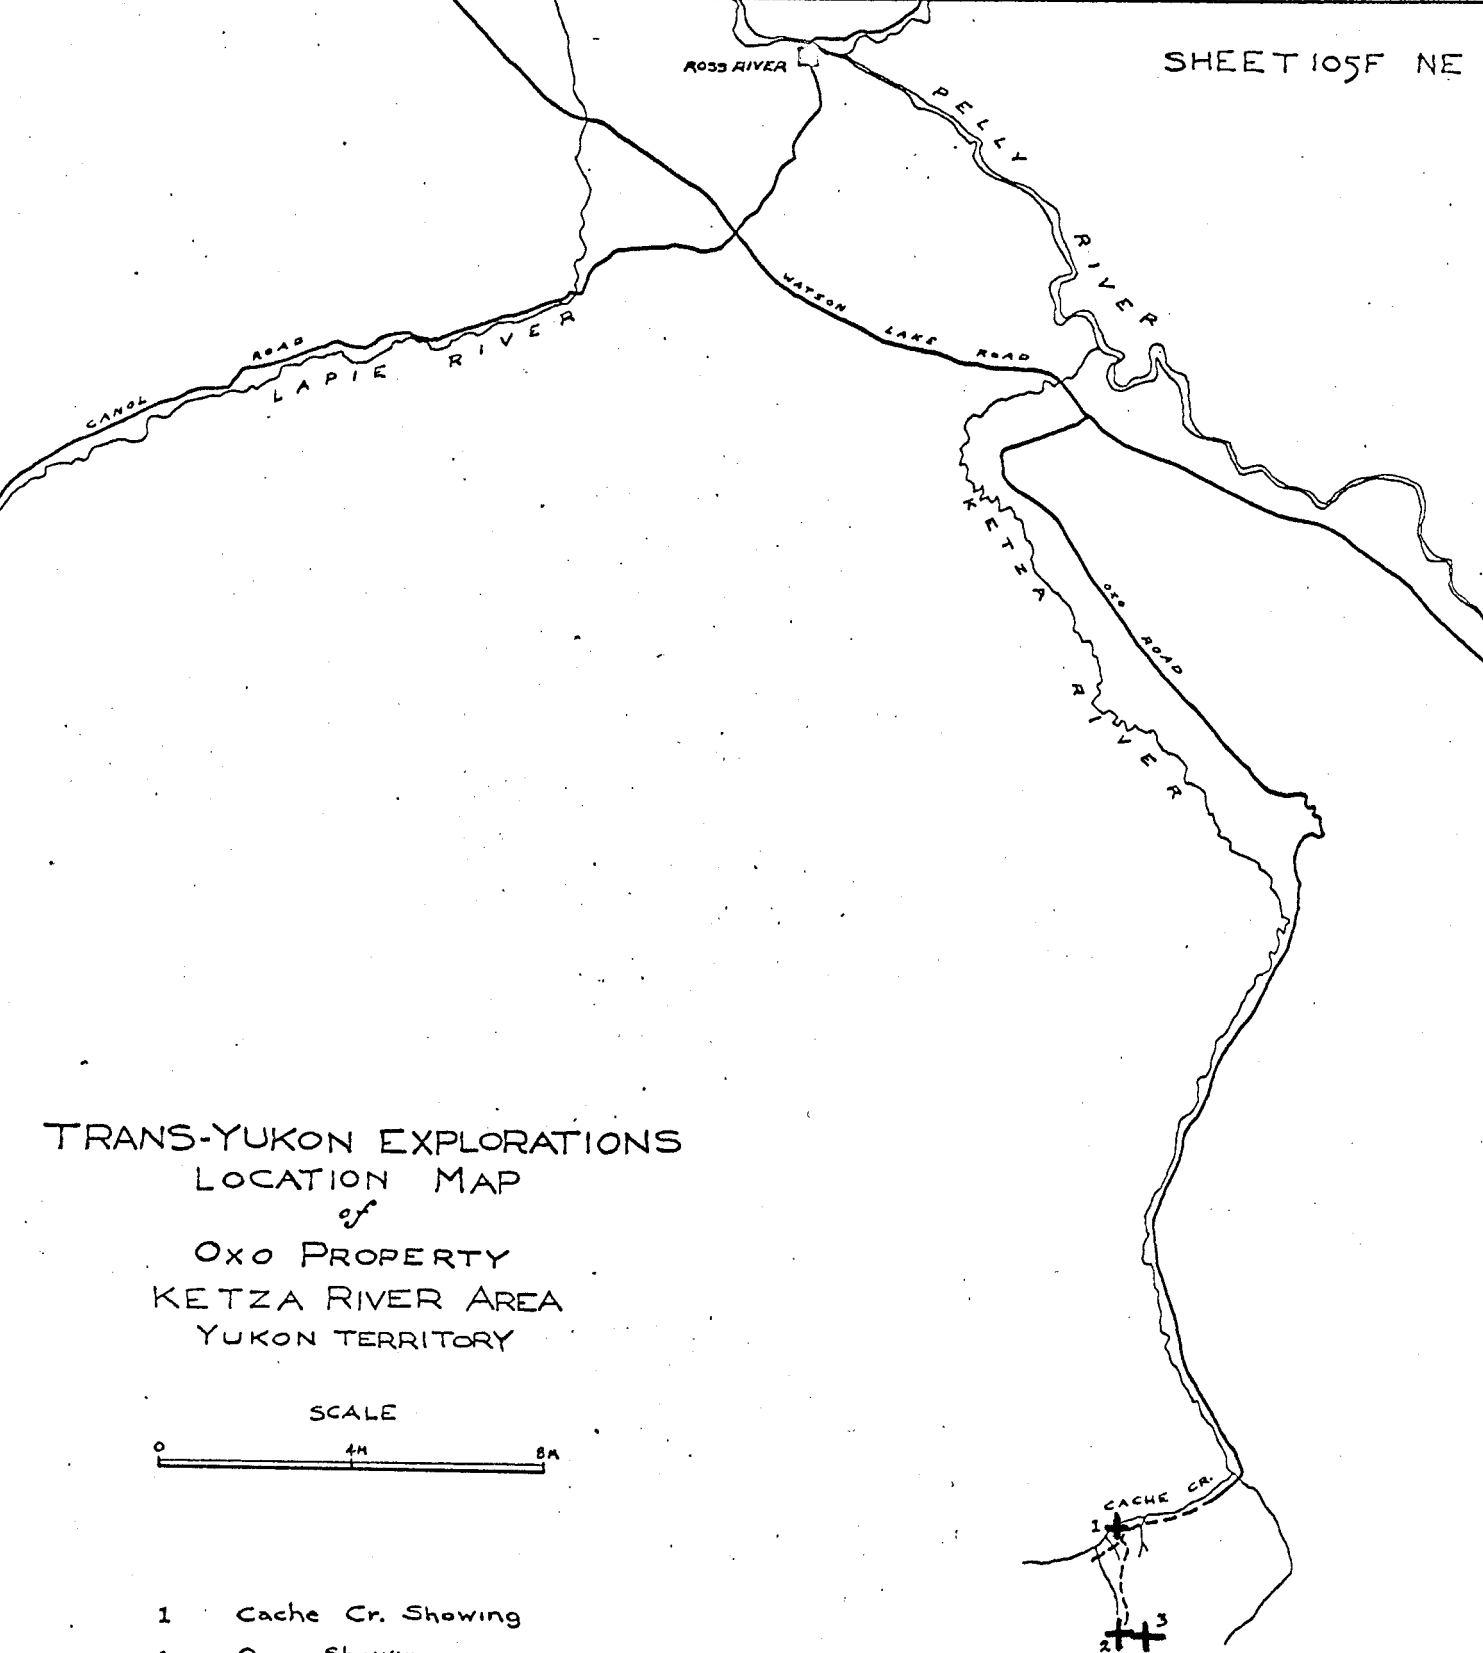 SHEET 105F NE
ROSS RIVER
PELLY RIVER
WATSON LAKE ROAD
CANOL ROAD
LAPIE RIVER
KETZA RIVER
OXO ROAD
TRANS-YUKON EXPLORATIONS
LOCATION MAP
of
OXO PROPERTY
KETZA RIVER AREA
YUKON TERRITORY
SCALE
0 4M 8M
CACHE CR.
1
2 3
1 Cache Cr. Showing